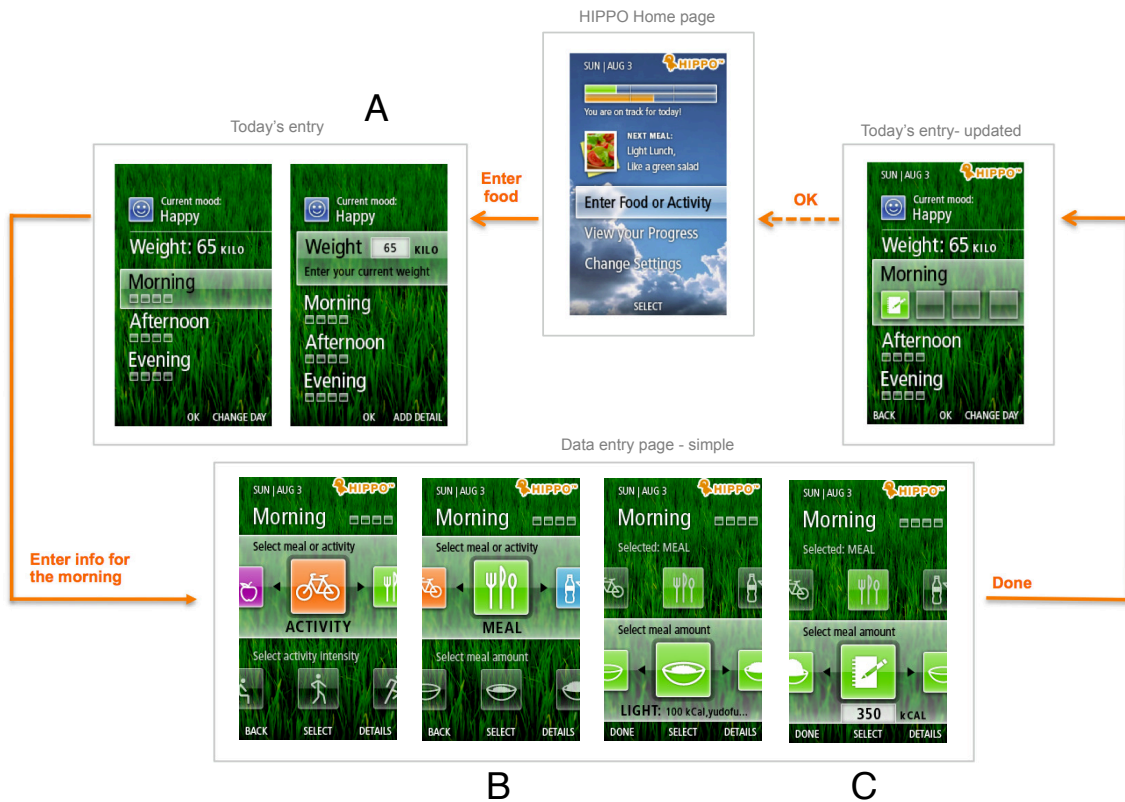 HIPPO Home page
SUN | AUG 3
HIPPO™
You are on track for today!
NEXT MEAL:
Light Lunch,
Like a green salad
Enter Food or Activity
View your Progress
Change Settings
SELECT
A
Today's entry
Current mood:
Happy
Weight: 65 KILO
Morning
Afternoon
Evening
OK CHANGE DAY
Current mood:
Happy
Weight 65 KILO
Enter your current weight
Morning
Afternoon
Evening
OK ADD DETAIL
Enter
food
OK
Today's entry- updated
SUN | AUG 3
HIPPO™
Current mood:
Happy
Weight: 65 KILO
Morning
Afternoon
Evening
BACK OK CHANGE DAY
Enter info for
the morning
Data entry page - simple
SUN | AUG 3
HIPPO™
Morning
Select meal or activity
ACTIVITY
Select activity intensity
BACK SELECT DETAILS
SUN | AUG 3
HIPPO™
Morning
Select meal or activity
MEAL
Select meal amount
BACK SELECT DETAILS
SUN | AUG 3
HIPPO™
Morning
Selected: MEAL
Select meal amount
LIGHT: 100 kCal,yudofu...
DONE SELECT DETAILS
SUN | AUG 3
HIPPO™
Morning
Selected: MEAL
Select meal amount
350 kCAL
DONE SELECT DETAILS
Done
B
C